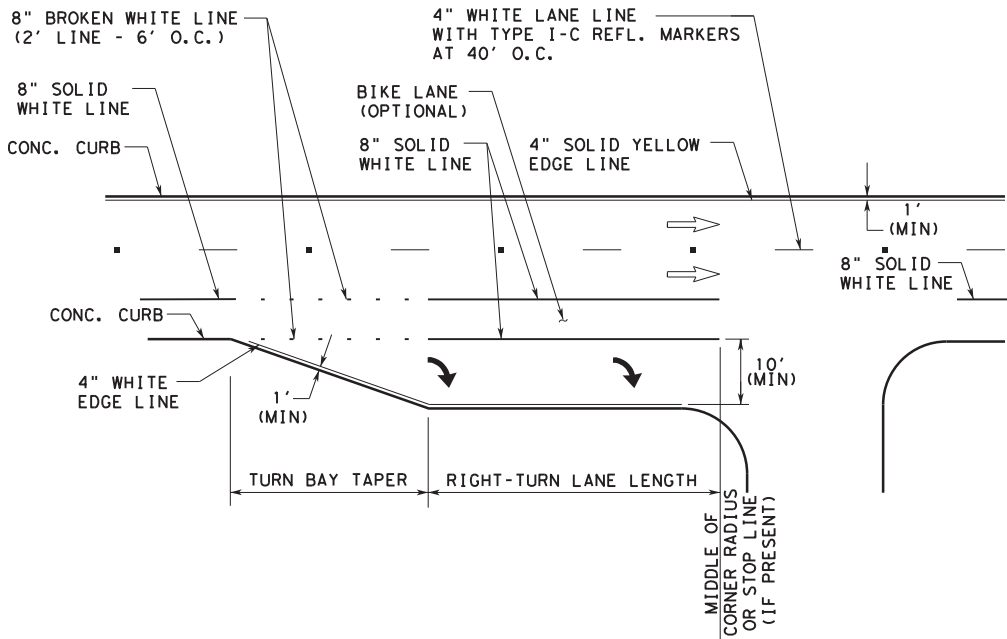 8" BROKEN WHITE LINE
(2' LINE - 6' O.C.)
4" WHITE LANE LINE
WITH TYPE I-C REFL. MARKERS
AT 40' O.C.
8" SOLID
WHITE LINE
BIKE LANE
(OPTIONAL)
CONC. CURB
8" SOLID
WHITE LINE
4" SOLID YELLOW
EDGE LINE
1'
(MIN)
8" SOLID
WHITE LINE
CONC. CURB
4" WHITE
EDGE LINE
1'
(MIN)
10'
(MIN)
TURN BAY TAPER
RIGHT-TURN LANE LENGTH
MIDDLE OF
CORNER RADIUS
OR STOP LINE
(IF PRESENT)